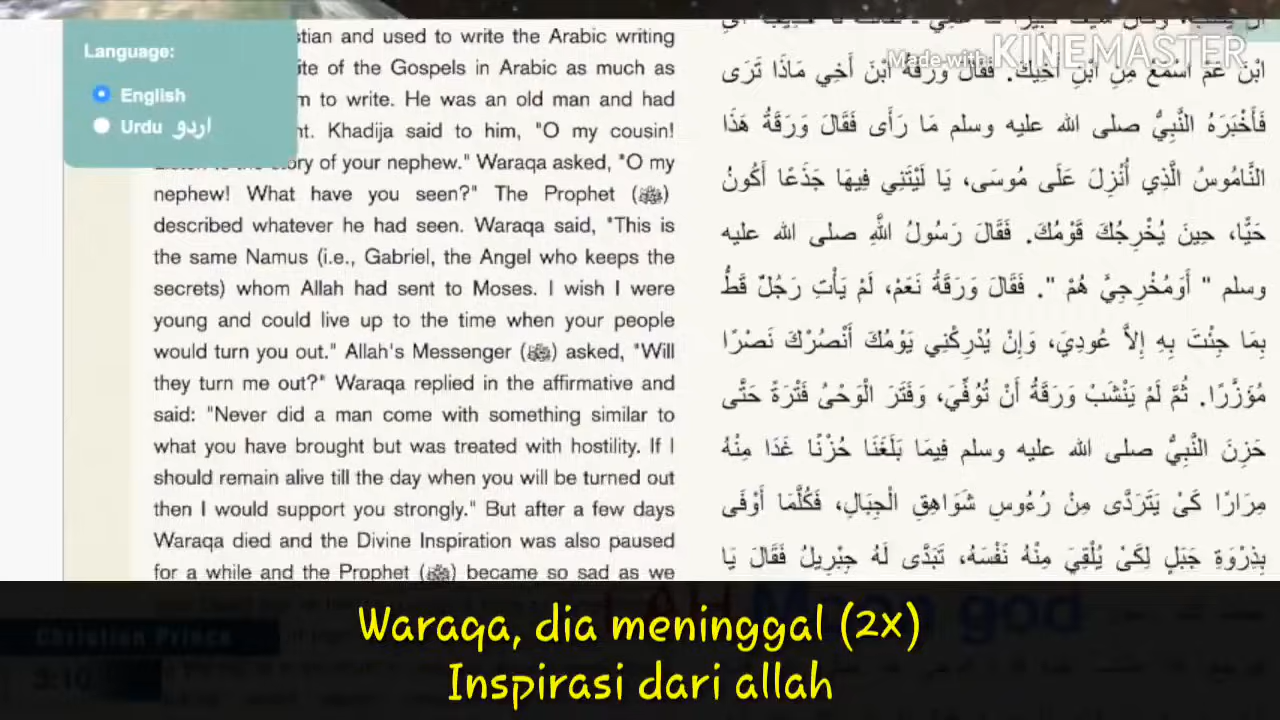 Language:
English
Urdu اردو
Made with KINEMASTER
stian and used to write the Arabic writing
ite of the Gospels in Arabic as much as
m to write. He was an old man and had
nt. Khadija said to him, "O my cousin!
story of your nephew." Waraqa asked, "O my
nephew! What have you seen?" The Prophet (ﷺ)
described whatever he had seen. Waraqa said, "This is
the same Namus (i.e., Gabriel, the Angel who keeps the
secrets) whom Allah had sent to Moses. I wish I were
young and could live up to the time when your people
would turn you out." Allah's Messenger (ﷺ) asked, "Will
they turn me out?" Waraqa replied in the affirmative and
said: "Never did a man come with something similar to
what you have brought but was treated with hostility. If I
should remain alive till the day when you will be turned out
then I would support you strongly." But after a few days
Waraqa died and the Divine Inspiration was also paused
for a while and the Prophet (ﷺ) became so sad as we
ابْنَ عَمِّ اسْمَعْ مِنِ ابْنِ أَخِيكَ. فَقَالَ وَرَقَةُ ابْنَ أَخِي مَاذَا تَرَى
فَأَخْبَرَهُ النَّبِيُّ صلى الله عليه وسلم مَا رَأَى فَقَالَ وَرَقَةُ هَذَا
النَّامُوسُ الَّذِي أُنْزِلَ عَلَى مُوسَى، يَا لَيْتَنِي فِيهَا جَذَعًا أَكُونُ
حَيًّا، حِينَ يُخْرِجُكَ قَوْمُكَ. فَقَالَ رَسُولُ اللَّهِ صلى الله عليه
وسلم " أَوَمُخْرِجِيَّ هُمْ ". فَقَالَ وَرَقَةُ نَعَمْ، لَمْ يَأْتِ رَجُلٌ قَطُّ
بِمَا جِئْتَ بِهِ إِلاَّ عُودِيَ، وَإِنْ يُدْرِكْنِي يَوْمُكَ أَنْصُرْكَ نَصْرًا
مُؤَزَّرًا. ثُمَّ لَمْ يَنْشَبْ وَرَقَةُ أَنْ تُوُفِّيَ، وَفَتَرَ الْوَحْىُ فَتْرَةً حَتَّى
حَزِنَ النَّبِيُّ صلى الله عليه وسلم فِيمَا بَلَغَنَا حُزْنًا غَدَا مِنْهُ
مِرَارًا كَىْ يَتَرَدَّى مِنْ رُءُوسِ شَوَاهِقِ الْجِبَالِ، فَكُلَّمَا أَوْفَى
بِذِرْوَةِ جَبَلٍ لِكَىْ يُلْقِيَ مِنْهُ نَفْسَهُ، تَبَدَّى لَهُ جِبْرِيلُ فَقَالَ يَا
Moon god
Christian Prince
Waraqa, dia meninggal (2x)
Inspirasi dari allah